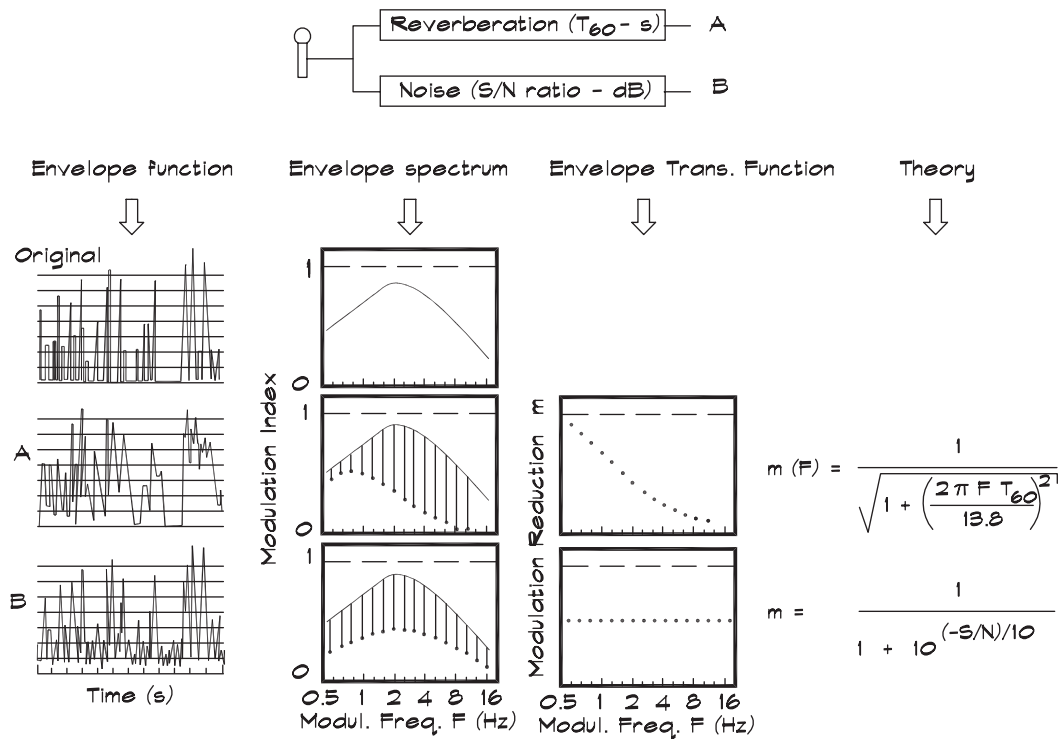 Reverberation (T60 - s) A
Noise (S/N ratio - dB) B
Envelope function Envelope spectrum Envelope Trans. Function Theory
Original
1
0
A
1
0
m (F) = 1 / √ 1 + (2 π F T60 / 13.8)2
B
1
0
m = 1 / 1 + 10(-S/N)/10
Modulation Index
Modulation Reduction m
Time (s)
0.5 1 2 4 8 16
Modul. Freq. F (Hz)
0.5 1 2 4 8 16
Modul. Freq. F (Hz)